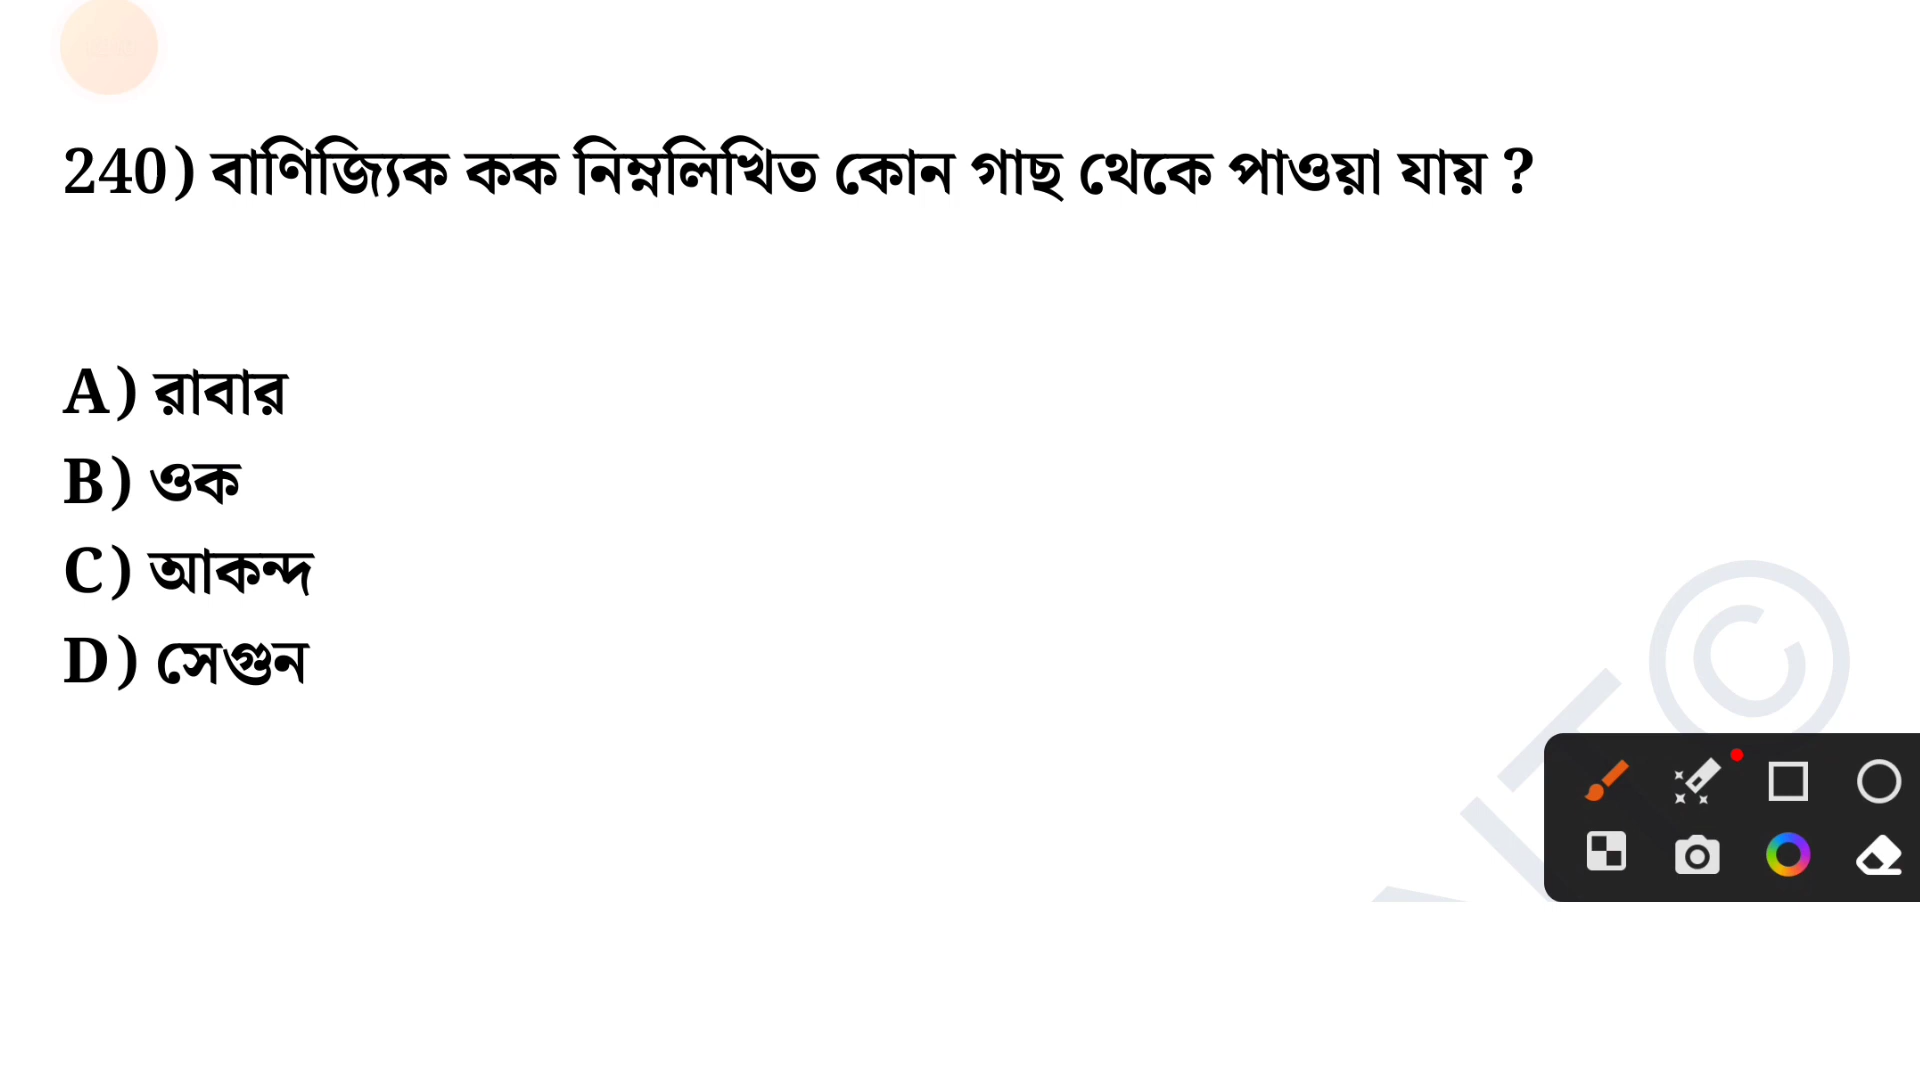 240) বাণিজ্যিক কক নিম্নলিখিত কোন গাছ থেকে পাওয়া যায় ?
A) রাবার
B) ওক
C) আকন্দ
D) সেগুন